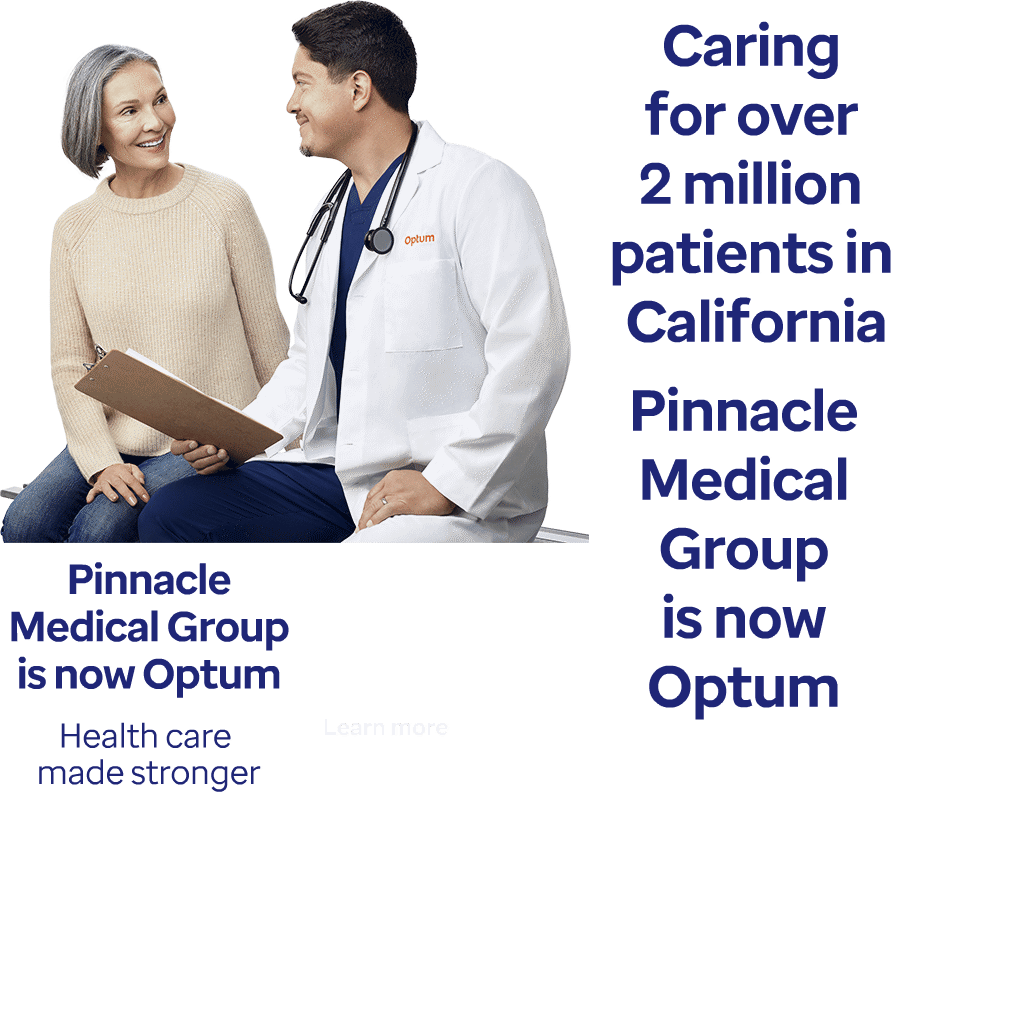 Caring
for over
2 million
patients in
California
Pinnacle
Medical
Group
is now
Optum
Optum
Pinnacle
Medical Group
is now Optum
Health care
made stronger
Learn more